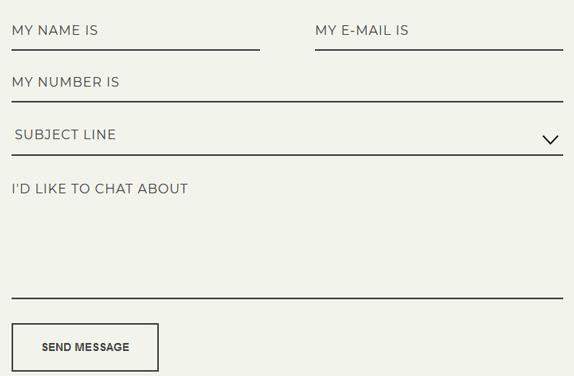 MY NAME IS
MY E-MAIL IS
MY NUMBER IS
SUBJECT LINE
I'D LIKE TO CHAT ABOUT
SEND MESSAGE